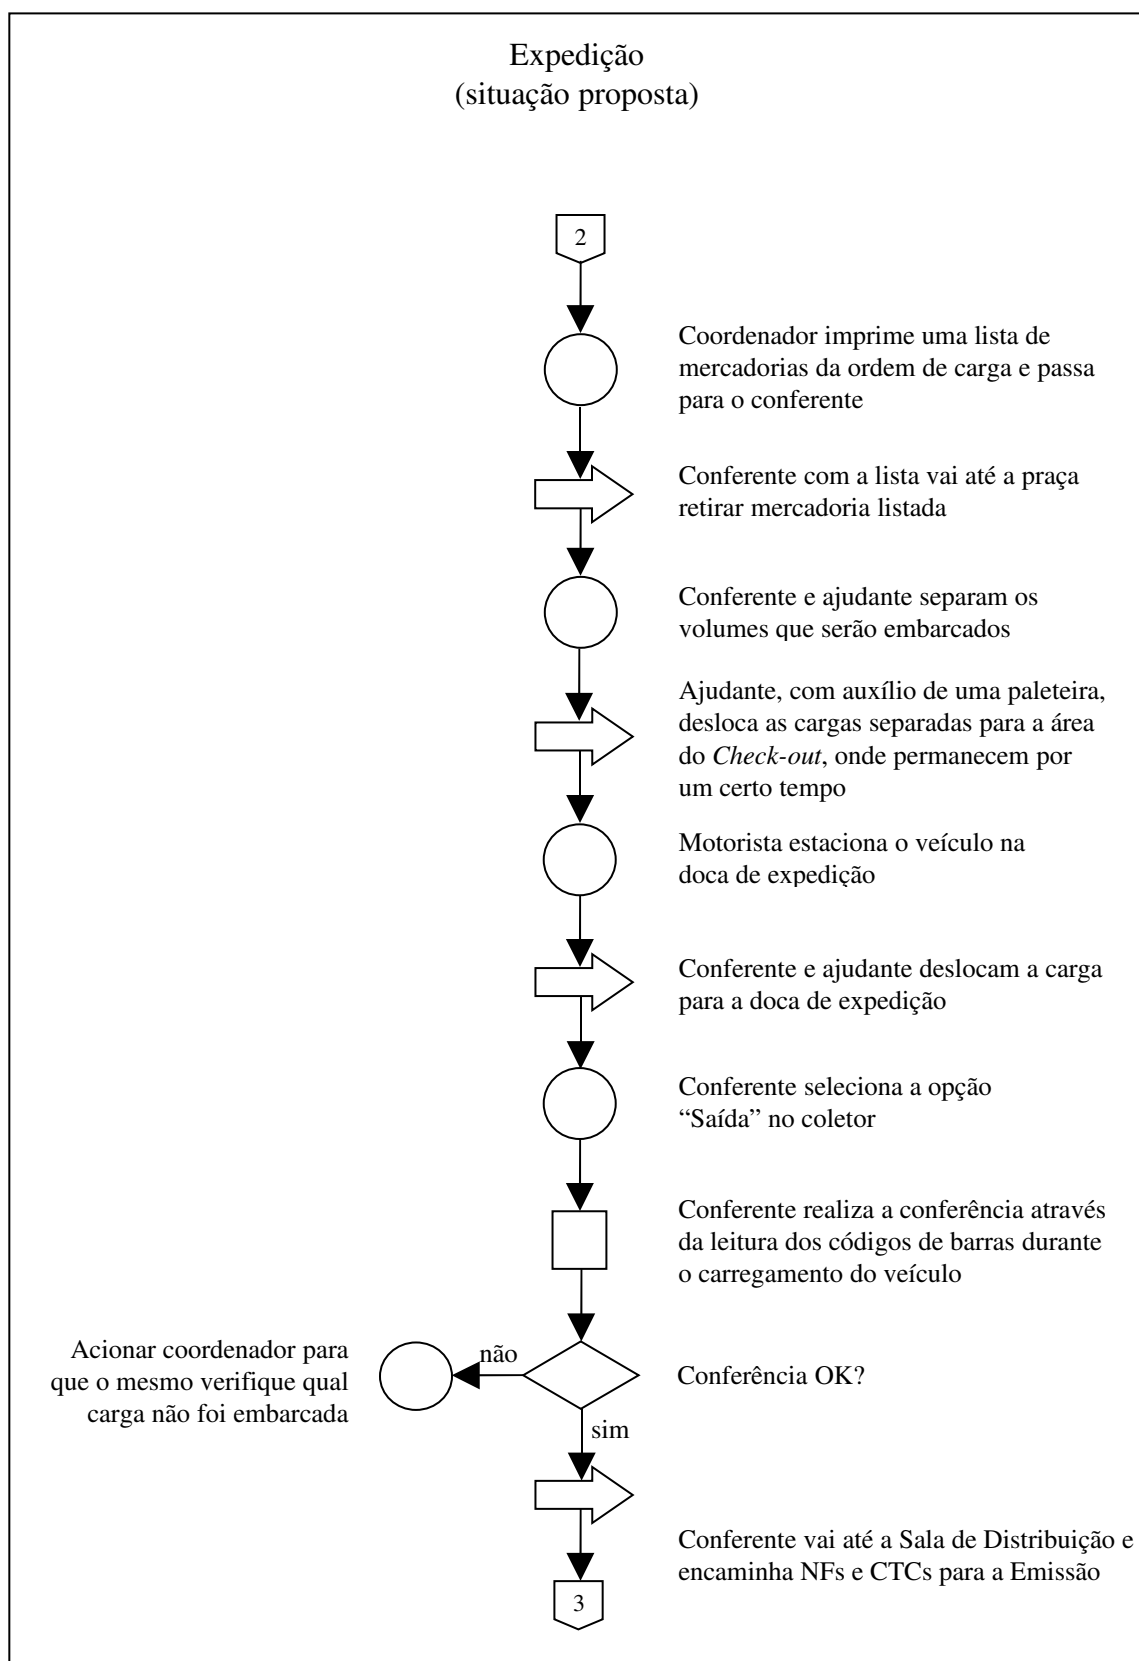 Expedição
(situação proposta)
2
Coordenador imprime uma lista de
mercadorias da ordem de carga e passa
para o conferente
Conferente com a lista vai até a praça
retirar mercadoria listada
Conferente e ajudante separam os
volumes que serão embarcados
Ajudante, com auxílio de uma paleteira,
desloca as cargas separadas para a área
do Check-out, onde permanecem por
um certo tempo
Motorista estaciona o veículo na
doca de expedição
Conferente e ajudante deslocam a carga
para a doca de expedição
Conferente seleciona a opção
“Saída” no coletor
Conferente realiza a conferência através
da leitura dos códigos de barras durante
o carregamento do veículo
Acionar coordenador para
que o mesmo verifique qual
carga não foi embarcada
não
Conferência OK?
sim
Conferente vai até a Sala de Distribuição e
encaminha NFs e CTCs para a Emissão
3